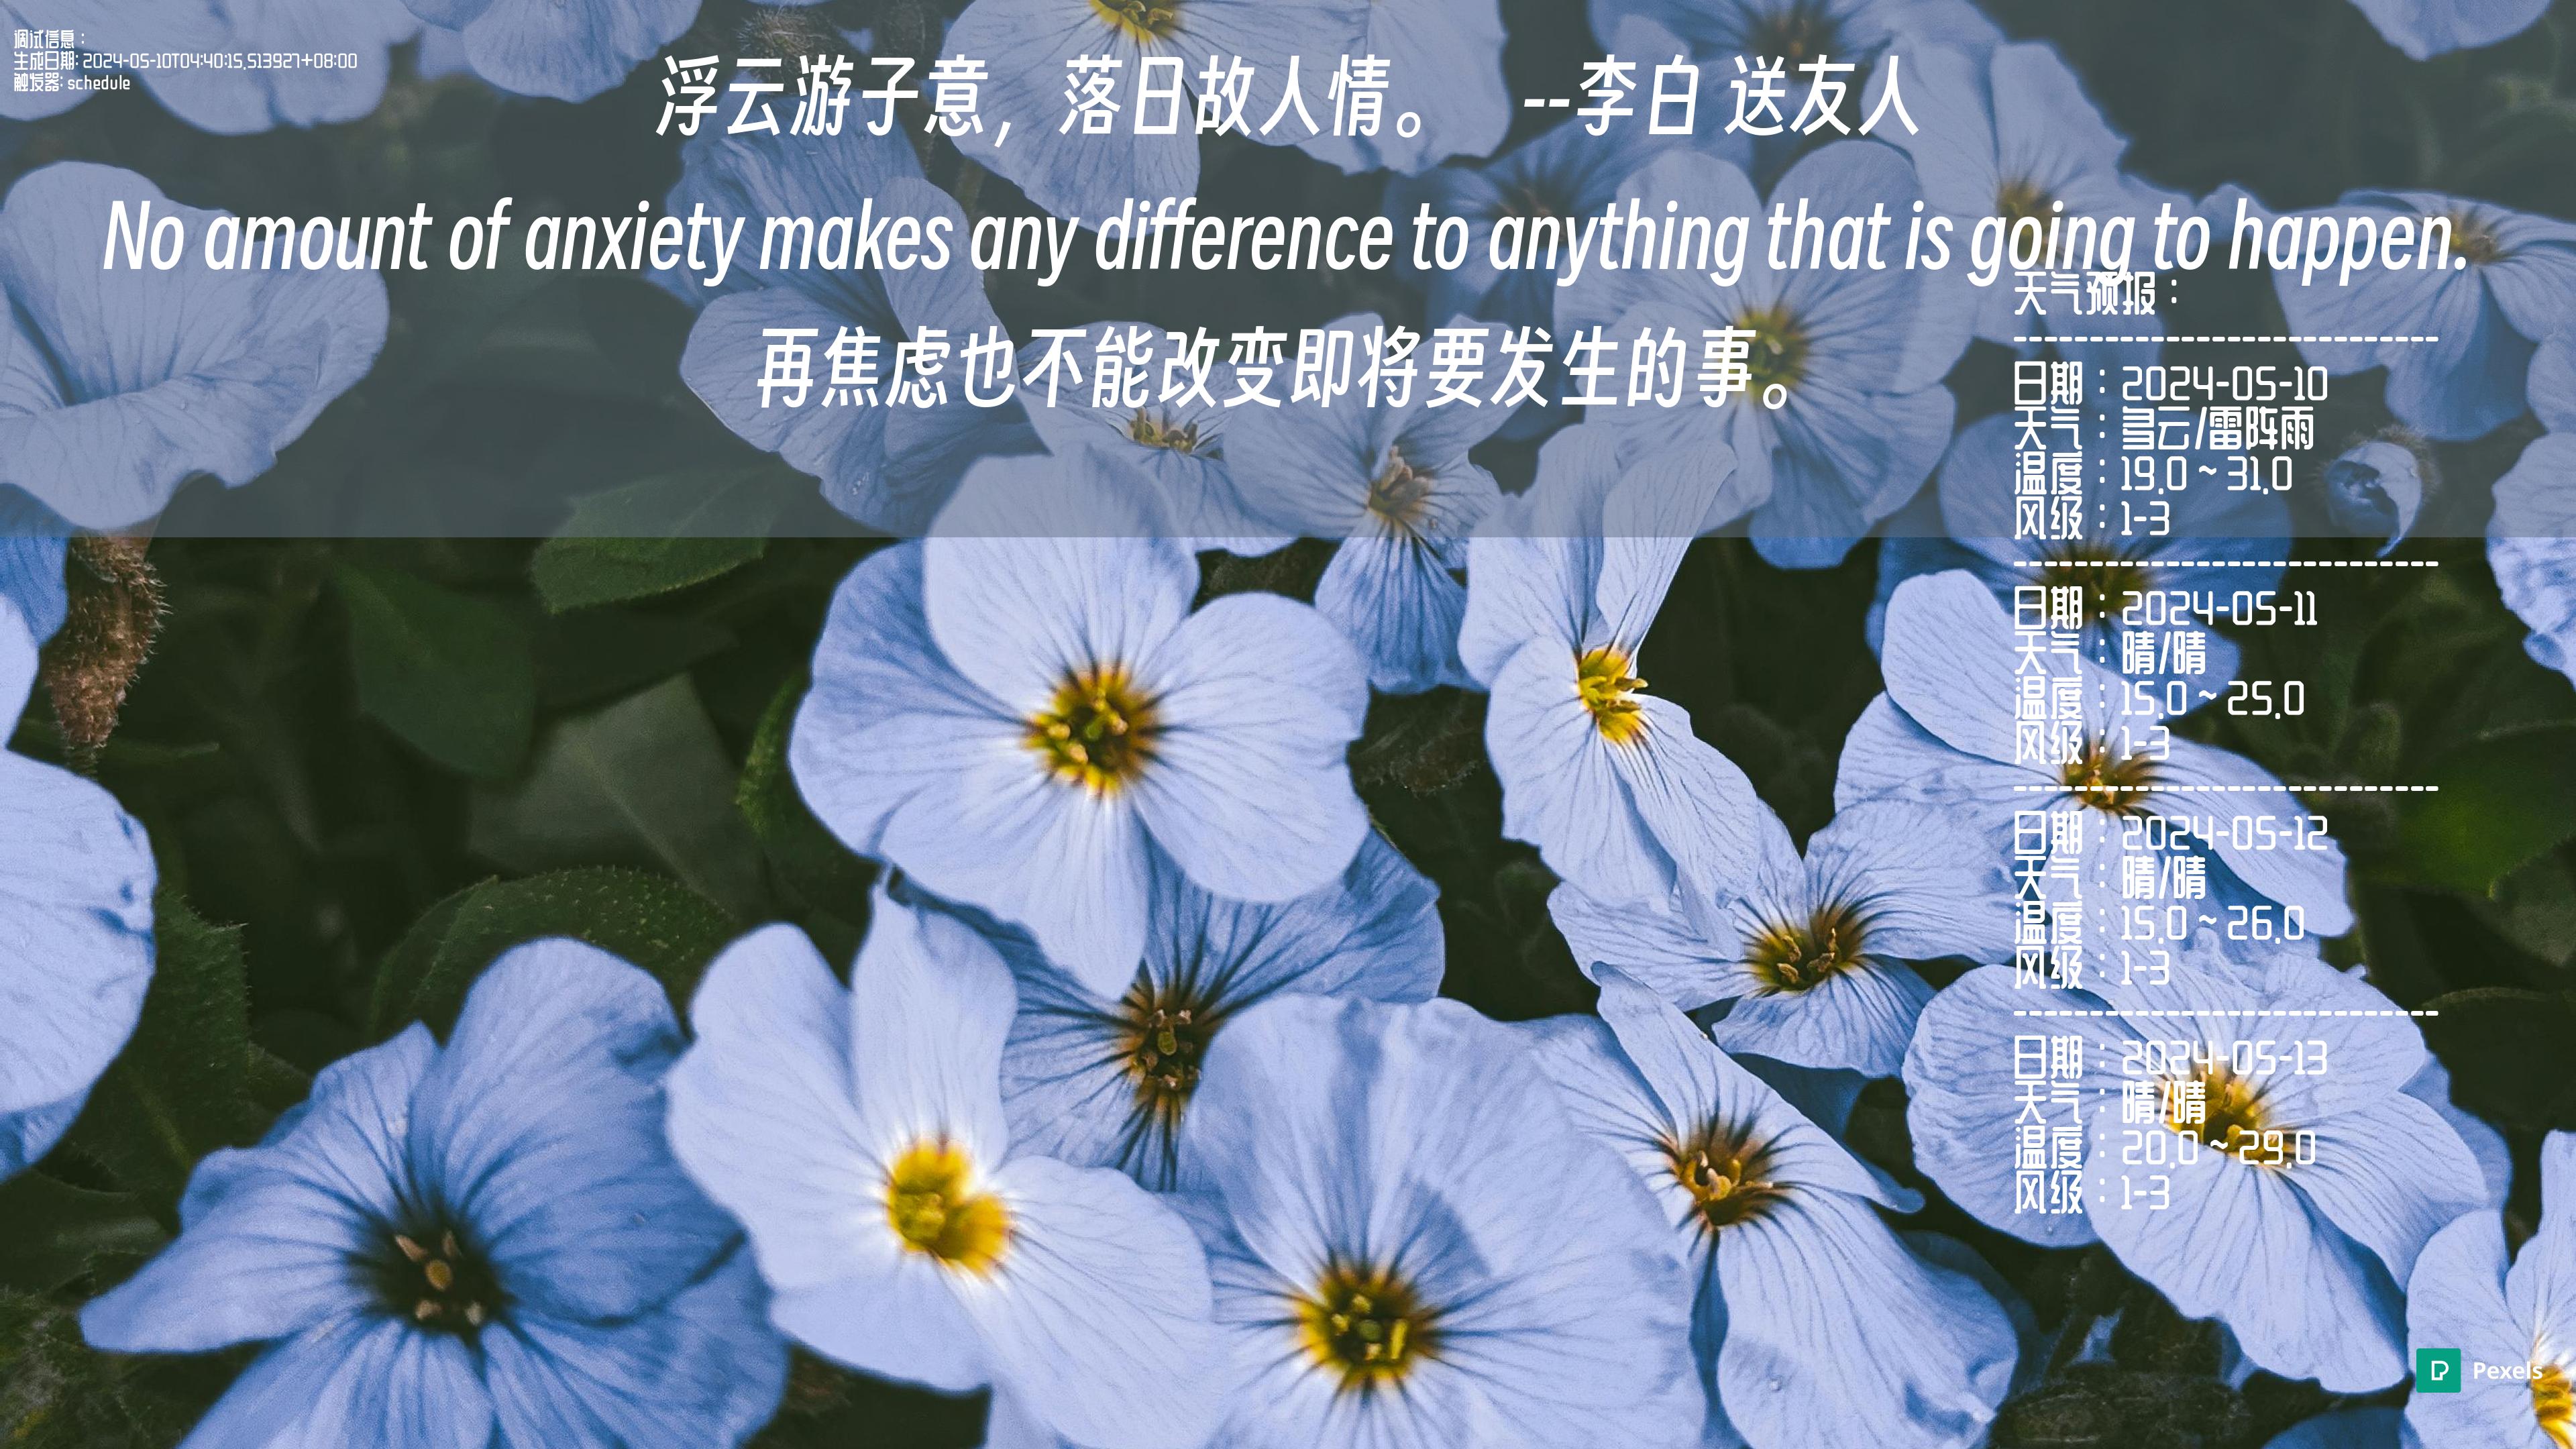 调试信息：
生成日期: 2024-05-10T04:40:15.513927+08:00
触发器: schedule
浮云游子意，落日故人情。 --李白 送友人
No amount of anxiety makes any difference to anything that is going to happen.
再焦虑也不能改变即将要发生的事。
天气预报：
------------------------------
日期：2024-05-10
天气：多云/雷阵雨
温度：19.0 ~ 31.0
风级：1-3
------------------------------
日期：2024-05-11
天气：晴/晴
温度：15.0 ~ 25.0
风级：1-3
------------------------------
日期：2024-05-12
天气：晴/晴
温度：15.0 ~ 26.0
风级：1-3
------------------------------
日期：2024-05-13
天气：晴/晴
温度：20.0 ~ 29.0
风级：1-3
Pexels